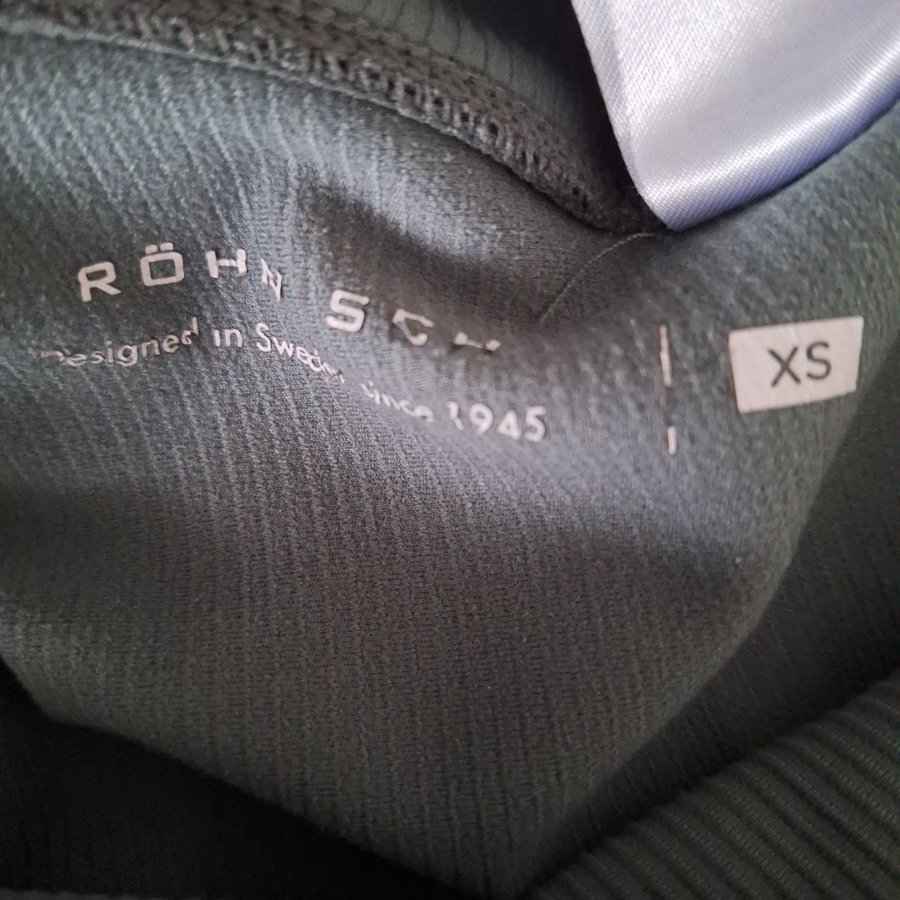 RÖHNISCH
Designed in Sweden since 1945
XS